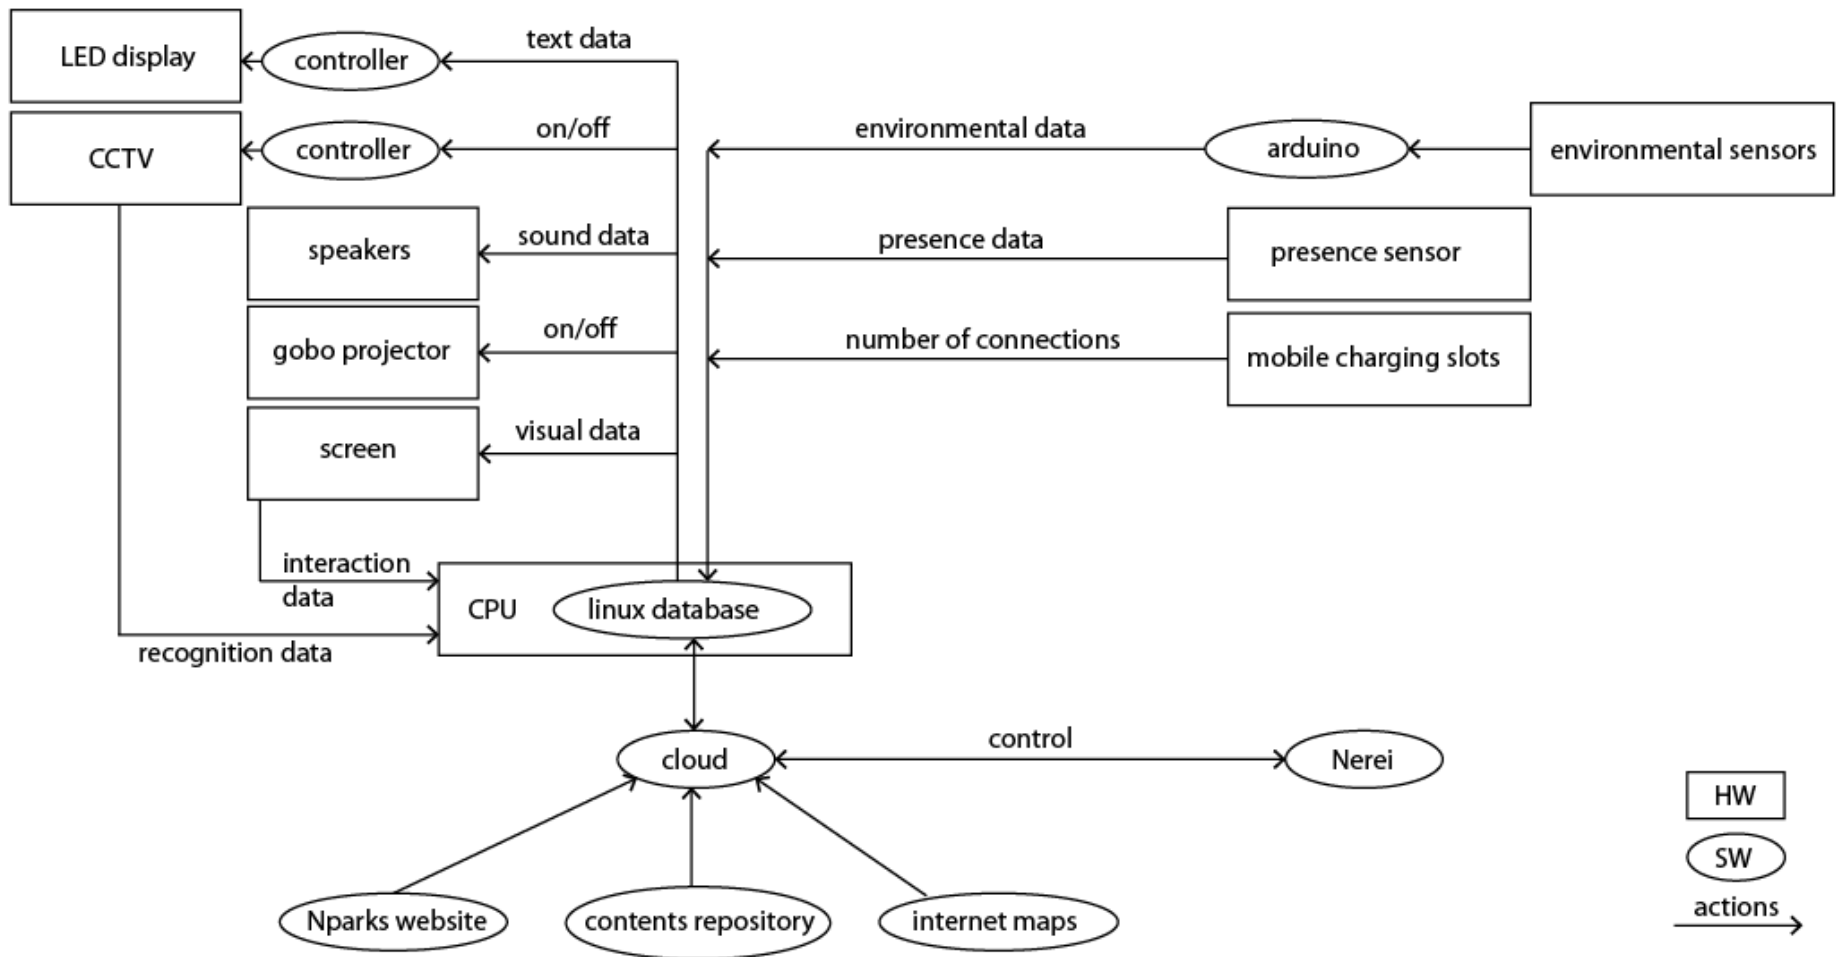 LED display
controller
text data
CCTV
controller
on/off
environmental data
arduino
environmental sensors
speakers
sound data
presence data
presence sensor
gobo projector
on/off
number of connections
mobile charging slots
screen
visual data
interaction
data
CPU
linux database
recognition data
cloud
control
Nerei
HW
SW
actions
Nparks website
contents repository
internet maps